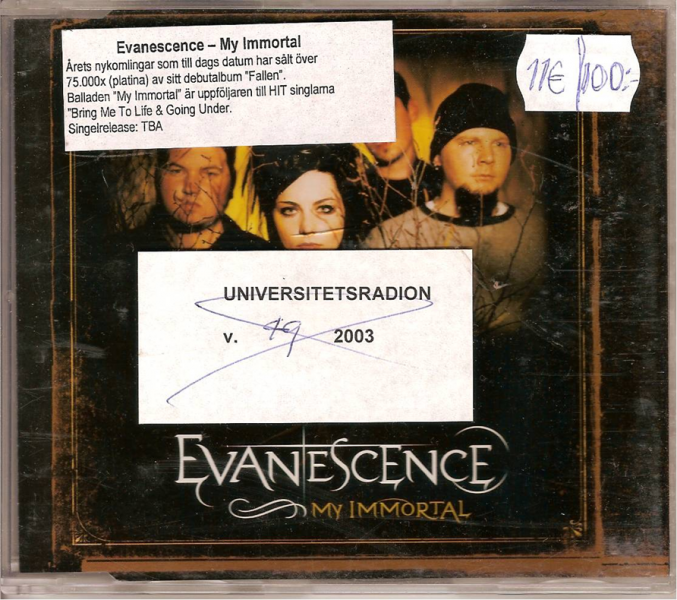 Evanescence – My Immortal
Årets nykomlingar som till dags datum har sålt över
75.000x (platina) av sitt debutalbum "Fallen".
Balladen "My Immortal" är uppföljaren till HIT singlarna
"Bring Me To Life & Going Under.
Singelrelease: TBA
11€/100:-
UNIVERSITETSRADION
v. 49 2003
EVANESCENCE
MY IMMORTAL